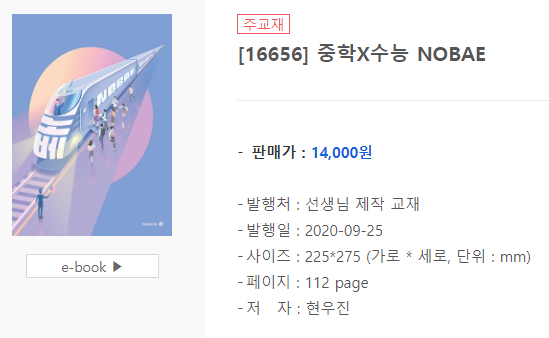 주교재
[16656] 중학X수능 NOBAE
NOBAE
노베
- 판매가 : 14,000원
- 발행처 : 선생님 제작 교재
- 발행일 : 2020-09-25
- 사이즈 : 225*275 (가로 * 세로, 단위 : mm)
- 페이지 : 112 page
- 저 자 : 현우진
e-book ▶